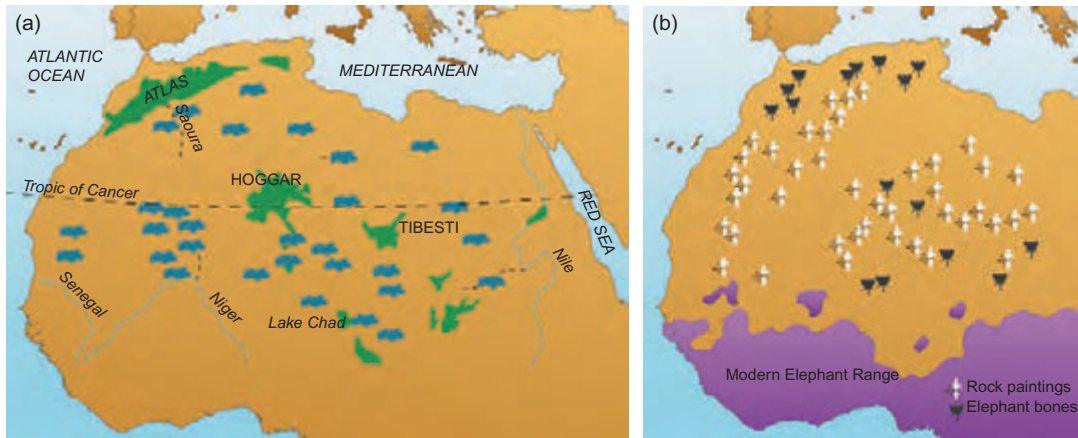 (a)
ATLANTIC
OCEAN
MEDITERRANEAN
ATLAS
Saoura
Tropic of Cancer
HOGGAR
TIBESTI
RED SEA
Nile
Senegal
Niger
Lake Chad
(b)
Modern Elephant Range
Rock paintings
Elephant bones